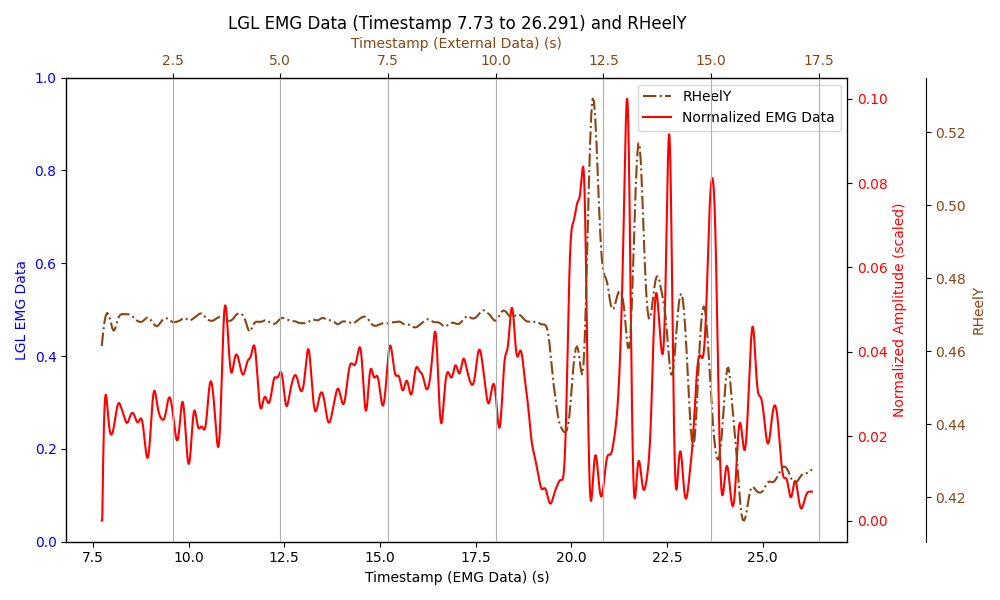 LGL EMG Data (Timestamp 7.73 to 26.291) and RHeelY
Timestamp (External Data) (s)
2.5 5.0 7.5 10.0 12.5 15.0 17.5
RHeelY
Normalized EMG Data
LGL EMG Data
1.0
0.8
0.6
0.4
0.2
0.0
Normalized Amplitude (scaled)
0.10
0.08
0.06
0.04
0.02
0.00
RHeelY
0.52
0.50
0.48
0.46
0.44
0.42
7.5 10.0 12.5 15.0 17.5 20.0 22.5 25.0
Timestamp (EMG Data) (s)